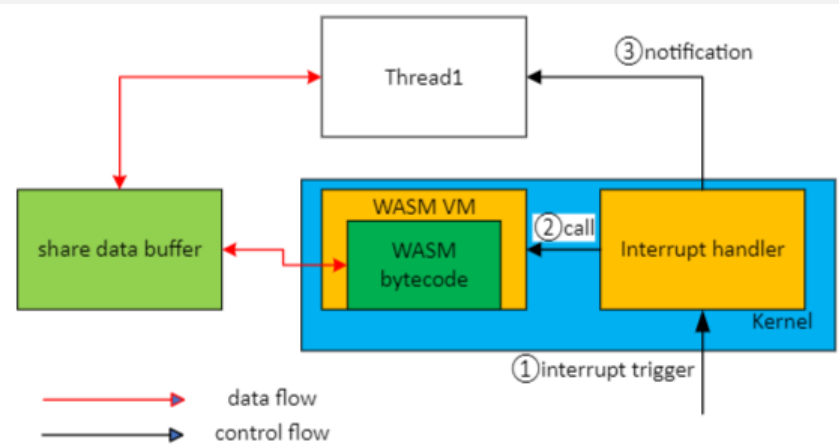 ③notification
Thread1
WASM VM
②call
share data buffer
WASM
bytecode
Interrupt handler
Kernel
①interrupt trigger
data flow
control flow